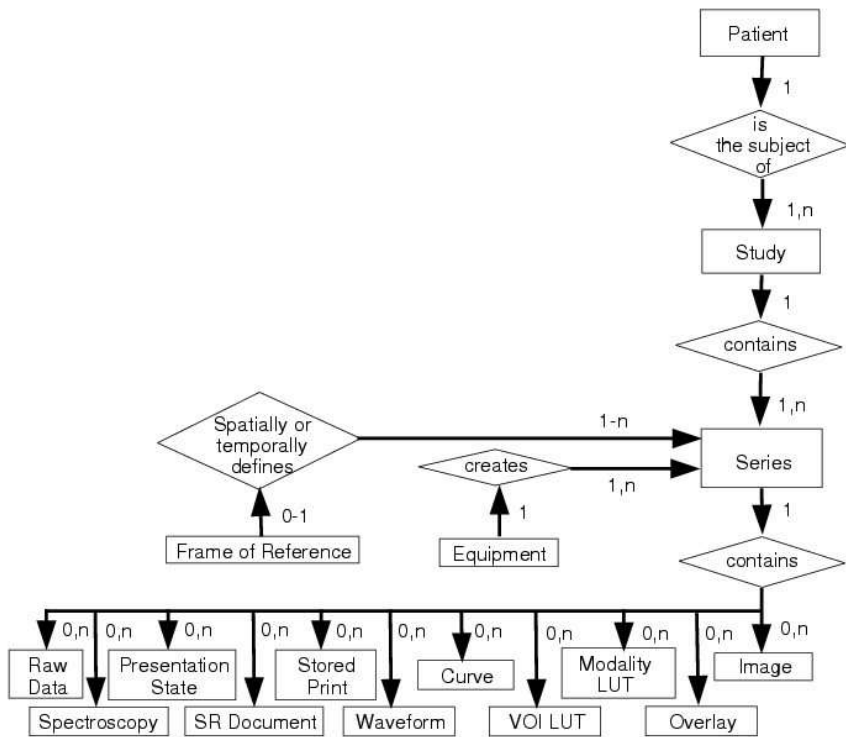 Patient
1
is
the subject
of
1,n
Study
1
contains
1,n
Spatially or
temporally
defines
1-n
creates
1,n
Series
0-1
1
1
Frame of Reference
Equipment
contains
0,n 0,n 0,n 0,n 0,n 0,n 0,n 0,n 0,n 0,n 0,n
Raw
Data
Presentation
State
Stored
Print
Curve
Modality
LUT
Image
Spectroscopy
SR Document
Waveform
VOI LUT
Overlay